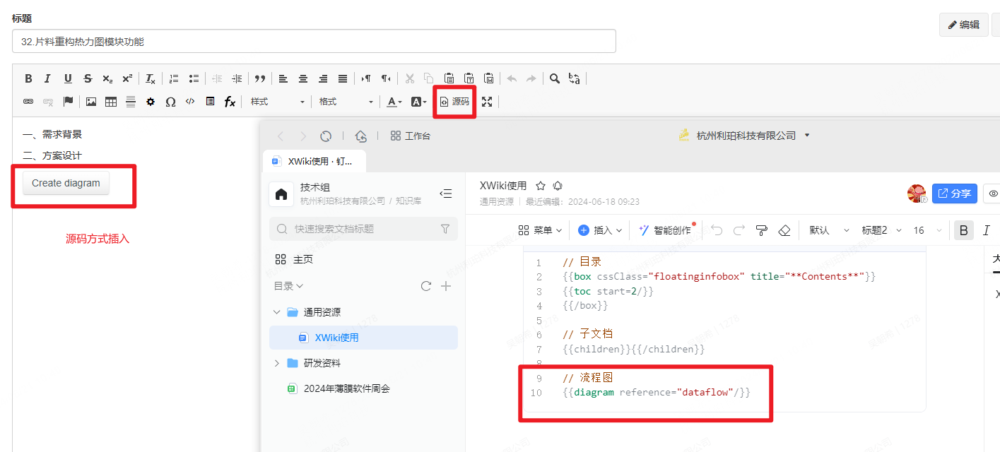 标题
编辑
32.片料重构热力图模块功能
样式
格式
源码
一、需求背景
二、方案设计
Create diagram
源码方式插入
工作台
杭州利珀科技有限公司
XWiki使用 · 钉...
技术组
杭州利珀科技有限公司 / 知识库
快速搜索文档标题
主页
目录
通用资源
XWiki使用
研发资料
2024年薄膜软件周会
XWiki使用
通用资源 | 最近编辑: 2024-06-18 09:23
分享
菜单
插入
智能创作
默认
标题2
16
B I
1 // 目录
2 {{box cssClass="floatinginfobox" title="**Contents**"}}
3 {{toc start=2/}}
4 {{/box}}
5
6 // 子文档
7 {{children}}{{/children}}
8
9 // 流程图
10 {{diagram reference="dataflow"/}}